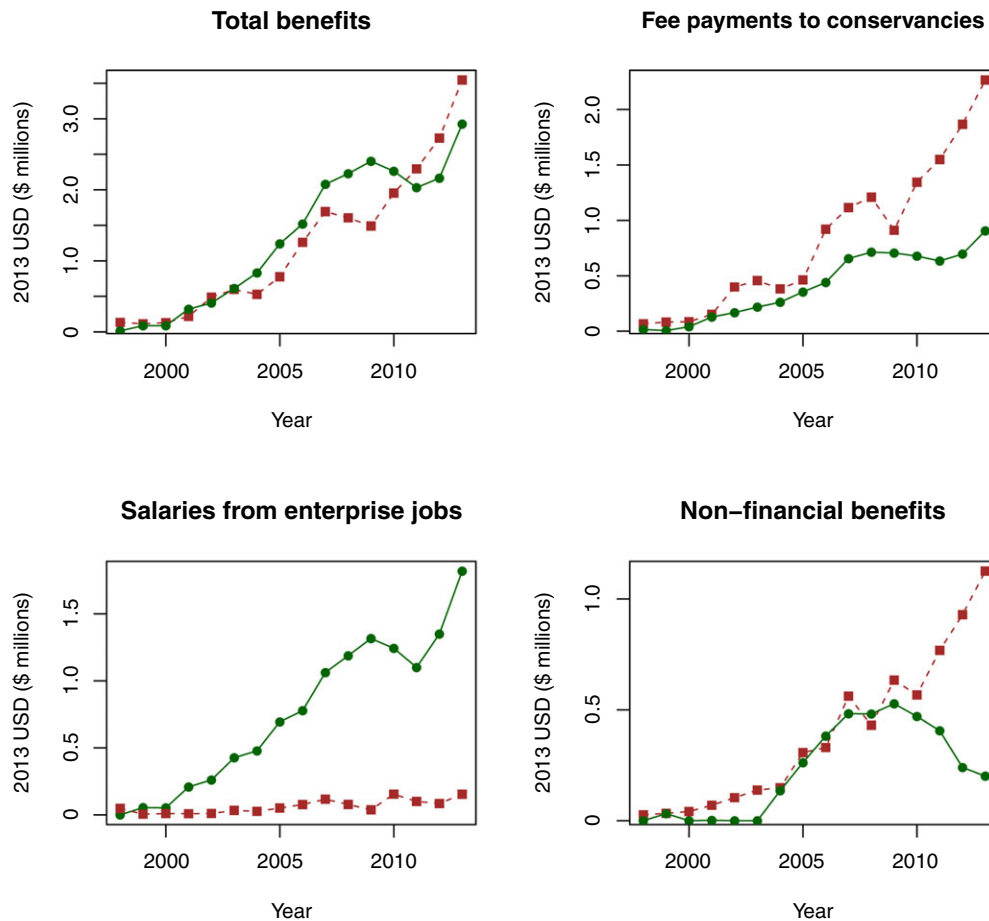 Total benefits
2013 USD ($ millions)
3.0
2.0
1.0
0
2000 2005 2010
Year
Fee payments to conservancies
2013 USD ($ millions)
2.0
1.5
1.0
0.5
0
2000 2005 2010
Year
Salaries from enterprise jobs
2013 USD ($ millions)
1.5
1.0
0.5
0
2000 2005 2010
Year
Non−financial benefits
2013 USD ($ millions)
1.0
0.5
0
2000 2005 2010
Year